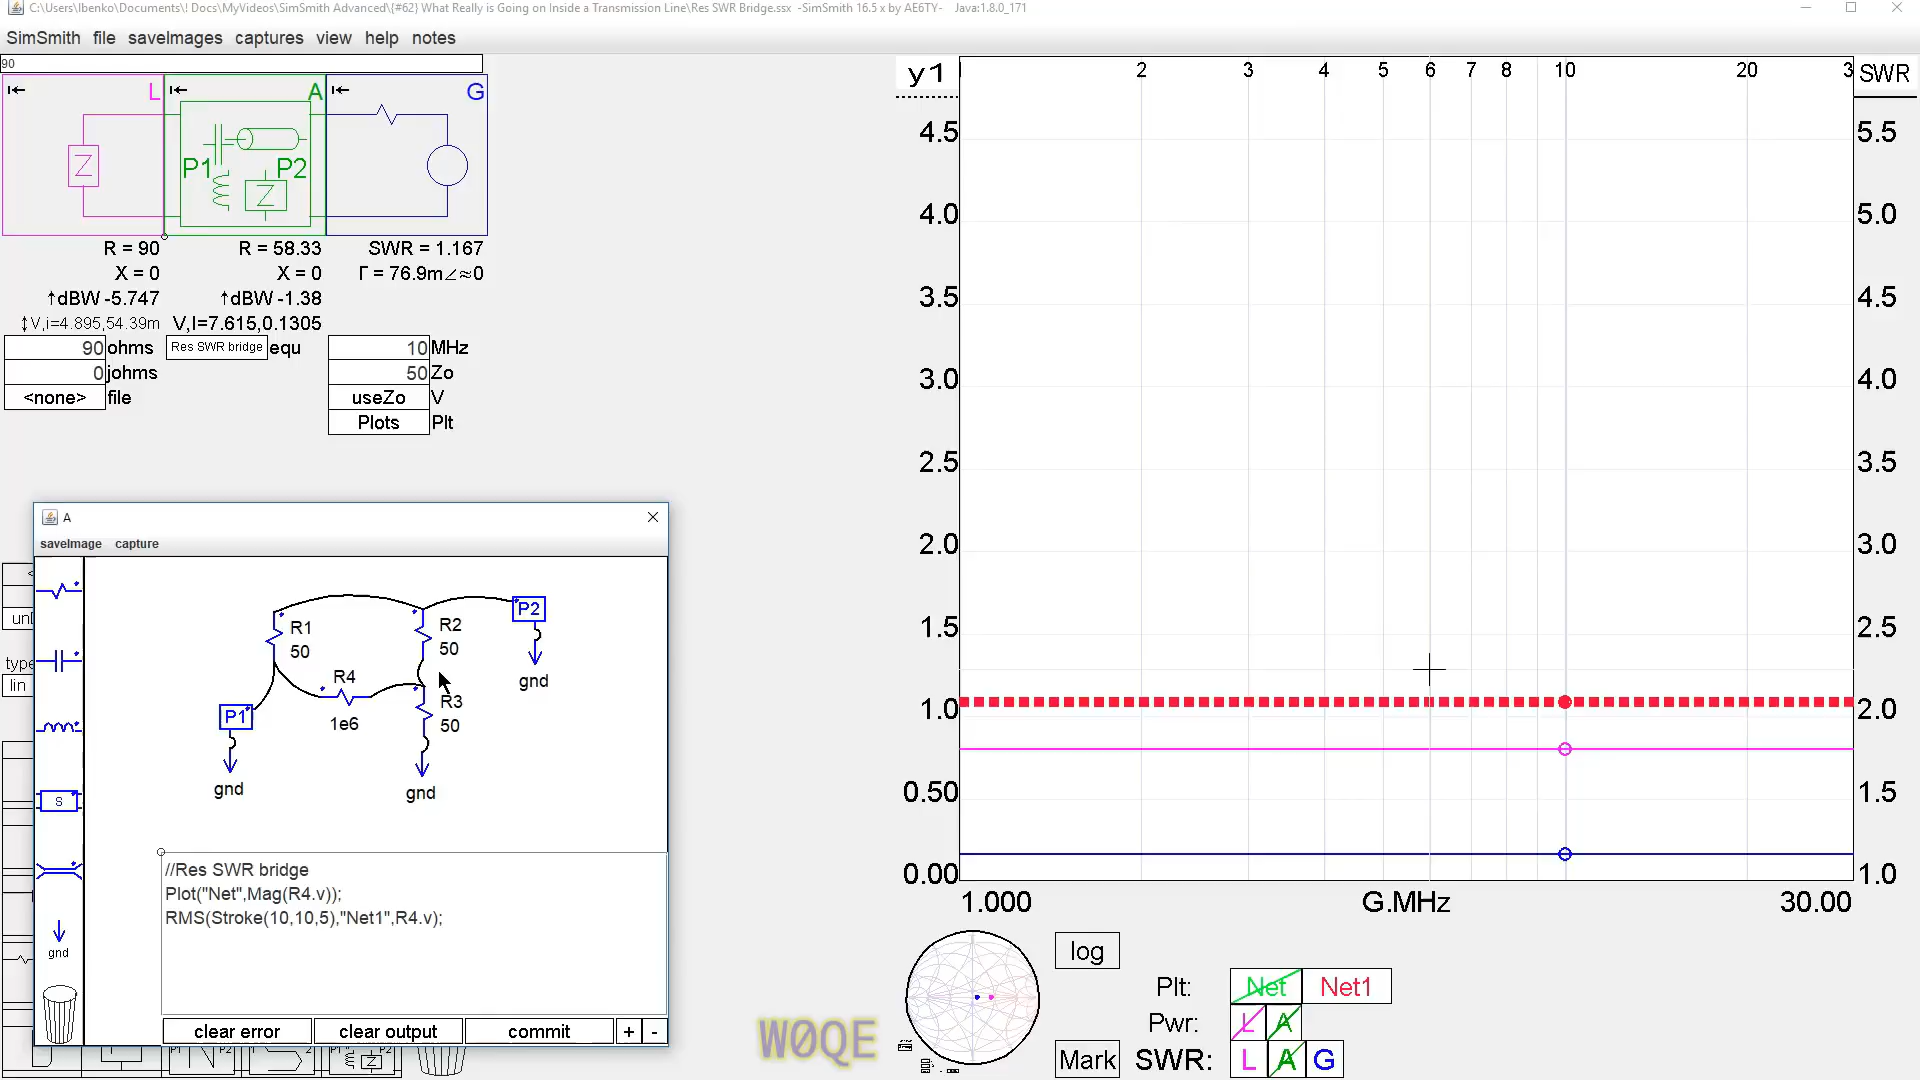 C:\Users\lbenko\Documents\! Docs\MyVideos\SimSmith Advanced\{#62} What Really is Going on Inside a Transmission Line\Res SWR Bridge.ssx -SimSmith 16.5 x by AE6TY- Java:1.8.0_171
SimSmith file saveImages captures view help notes
90
L A G
Z P1 P2 Z
R = 90 R = 58.33 SWR = 1.167
X = 0 X = 0 Γ = 76.9m∠≈0
↑dBW -5.747 ↑dBW -1.38
↕V,i=4.895,54.39m V,I=7.615,0.1305
90 ohms Res SWR bridge equ 10 MHz
0 johms 50 Zo
<none> file useZo V
Plots Plt
A
saveImage capture
P2
R1 R2
50 50
gnd
R4 R3
P1
1e6 50
gnd gnd
S
gnd
type
lin
//Res SWR bridge
Plot("Net",Mag(R4.v));
RMS(Stroke(10,10,5),"Net1",R4.v);
clear error clear output commit + -
y1 2 3 4 5 6 7 8 10 20 3 SWR
4.5 5.5
4.0 5.0
3.5 4.5
3.0 4.0
2.5 3.5
2.0 3.0
1.5 2.5
1.0 2.0
0.50 1.5
0.00 1.0
1.000 G.MHz 30.00
log
Plt: Net Net1
Pwr: L A
Mark SWR: L A G
W0QE